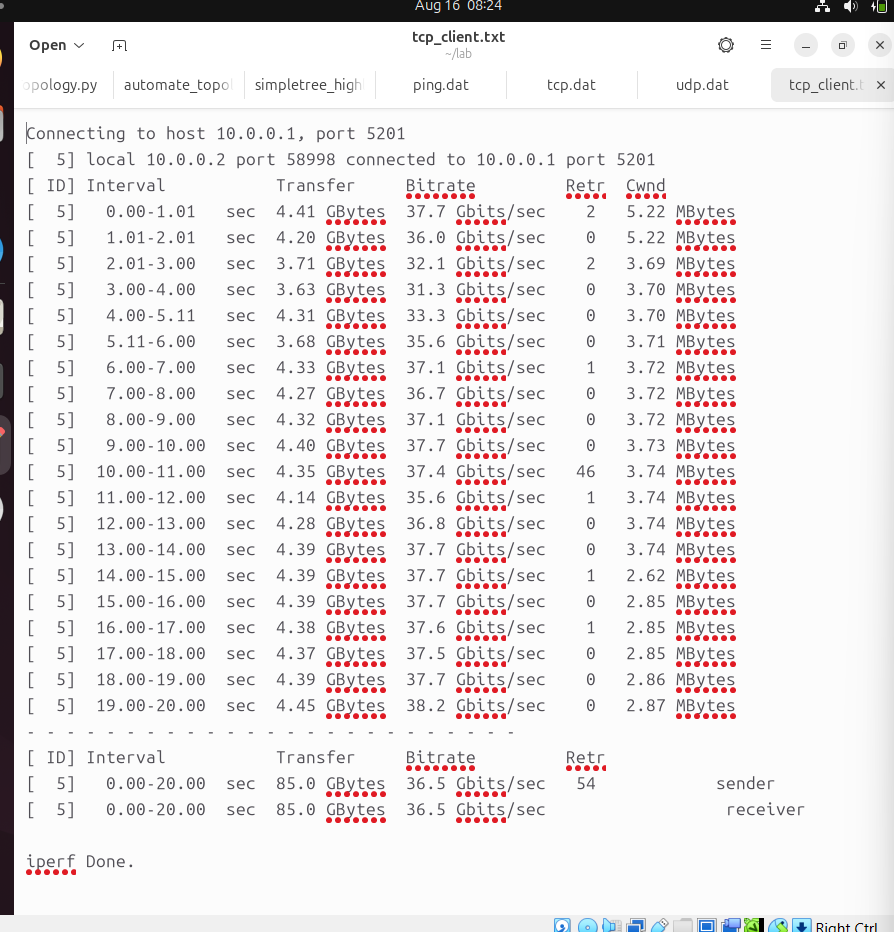 Aug 16 08:24
Open
tcp_client.txt
~/lab
opology.py
automate_topo
simpletree_high
ping.dat
tcp.dat
udp.dat
tcp_client.t
Connecting to host 10.0.0.1, port 5201
[  5] local 10.0.0.2 port 58998 connected to 10.0.0.1 port 5201
[ ID] Interval           Transfer     Bitrate         Retr  Cwnd
[  5]   0.00-1.01   sec  4.41 GBytes  37.7 Gbits/sec    2   5.22 MBytes
[  5]   1.01-2.01   sec  4.20 GBytes  36.0 Gbits/sec    0   5.22 MBytes
[  5]   2.01-3.00   sec  3.71 GBytes  32.1 Gbits/sec    2   3.69 MBytes
[  5]   3.00-4.00   sec  3.63 GBytes  31.3 Gbits/sec    0   3.70 MBytes
[  5]   4.00-5.11   sec  4.31 GBytes  33.3 Gbits/sec    0   3.70 MBytes
[  5]   5.11-6.00   sec  3.68 GBytes  35.6 Gbits/sec    0   3.71 MBytes
[  5]   6.00-7.00   sec  4.33 GBytes  37.1 Gbits/sec    1   3.72 MBytes
[  5]   7.00-8.00   sec  4.27 GBytes  36.7 Gbits/sec    0   3.72 MBytes
[  5]   8.00-9.00   sec  4.32 GBytes  37.1 Gbits/sec    0   3.72 MBytes
[  5]   9.00-10.00  sec  4.40 GBytes  37.7 Gbits/sec    0   3.73 MBytes
[  5]  10.00-11.00  sec  4.35 GBytes  37.4 Gbits/sec   46   3.74 MBytes
[  5]  11.00-12.00  sec  4.14 GBytes  35.6 Gbits/sec    1   3.74 MBytes
[  5]  12.00-13.00  sec  4.28 GBytes  36.8 Gbits/sec    0   3.74 MBytes
[  5]  13.00-14.00  sec  4.39 GBytes  37.7 Gbits/sec    0   3.74 MBytes
[  5]  14.00-15.00  sec  4.39 GBytes  37.7 Gbits/sec    1   2.62 MBytes
[  5]  15.00-16.00  sec  4.39 GBytes  37.7 Gbits/sec    0   2.85 MBytes
[  5]  16.00-17.00  sec  4.38 GBytes  37.6 Gbits/sec    1   2.85 MBytes
[  5]  17.00-18.00  sec  4.37 GBytes  37.5 Gbits/sec    0   2.85 MBytes
[  5]  18.00-19.00  sec  4.39 GBytes  37.7 Gbits/sec    0   2.86 MBytes
[  5]  19.00-20.00  sec  4.45 GBytes  38.2 Gbits/sec    0   2.87 MBytes
- - - - - - - - - - - - - - - - - - - - - - - - -
[ ID] Interval           Transfer     Bitrate         Retr
[  5]   0.00-20.00  sec  85.0 GBytes  36.5 Gbits/sec   54             sender
[  5]   0.00-20.00  sec  85.0 GBytes  36.5 Gbits/sec                  receiver
iperf Done.
Right Ctrl